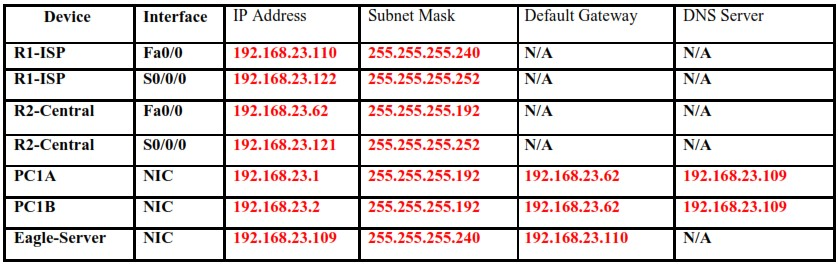 Device Interface IP Address Subnet Mask Default Gateway DNS Server
R1-ISP Fa0/0 192.168.23.110 255.255.255.240 N/A N/A
R1-ISP S0/0/0 192.168.23.122 255.255.255.252 N/A N/A
R2-Central Fa0/0 192.168.23.62 255.255.255.192 N/A N/A
R2-Central S0/0/0 192.168.23.121 255.255.255.252 N/A N/A
PC1A NIC 192.168.23.1 255.255.255.192 192.168.23.62 192.168.23.109
PC1B NIC 192.168.23.2 255.255.255.192 192.168.23.62 192.168.23.109
Eagle-Server NIC 192.168.23.109 255.255.255.240 192.168.23.110 N/A